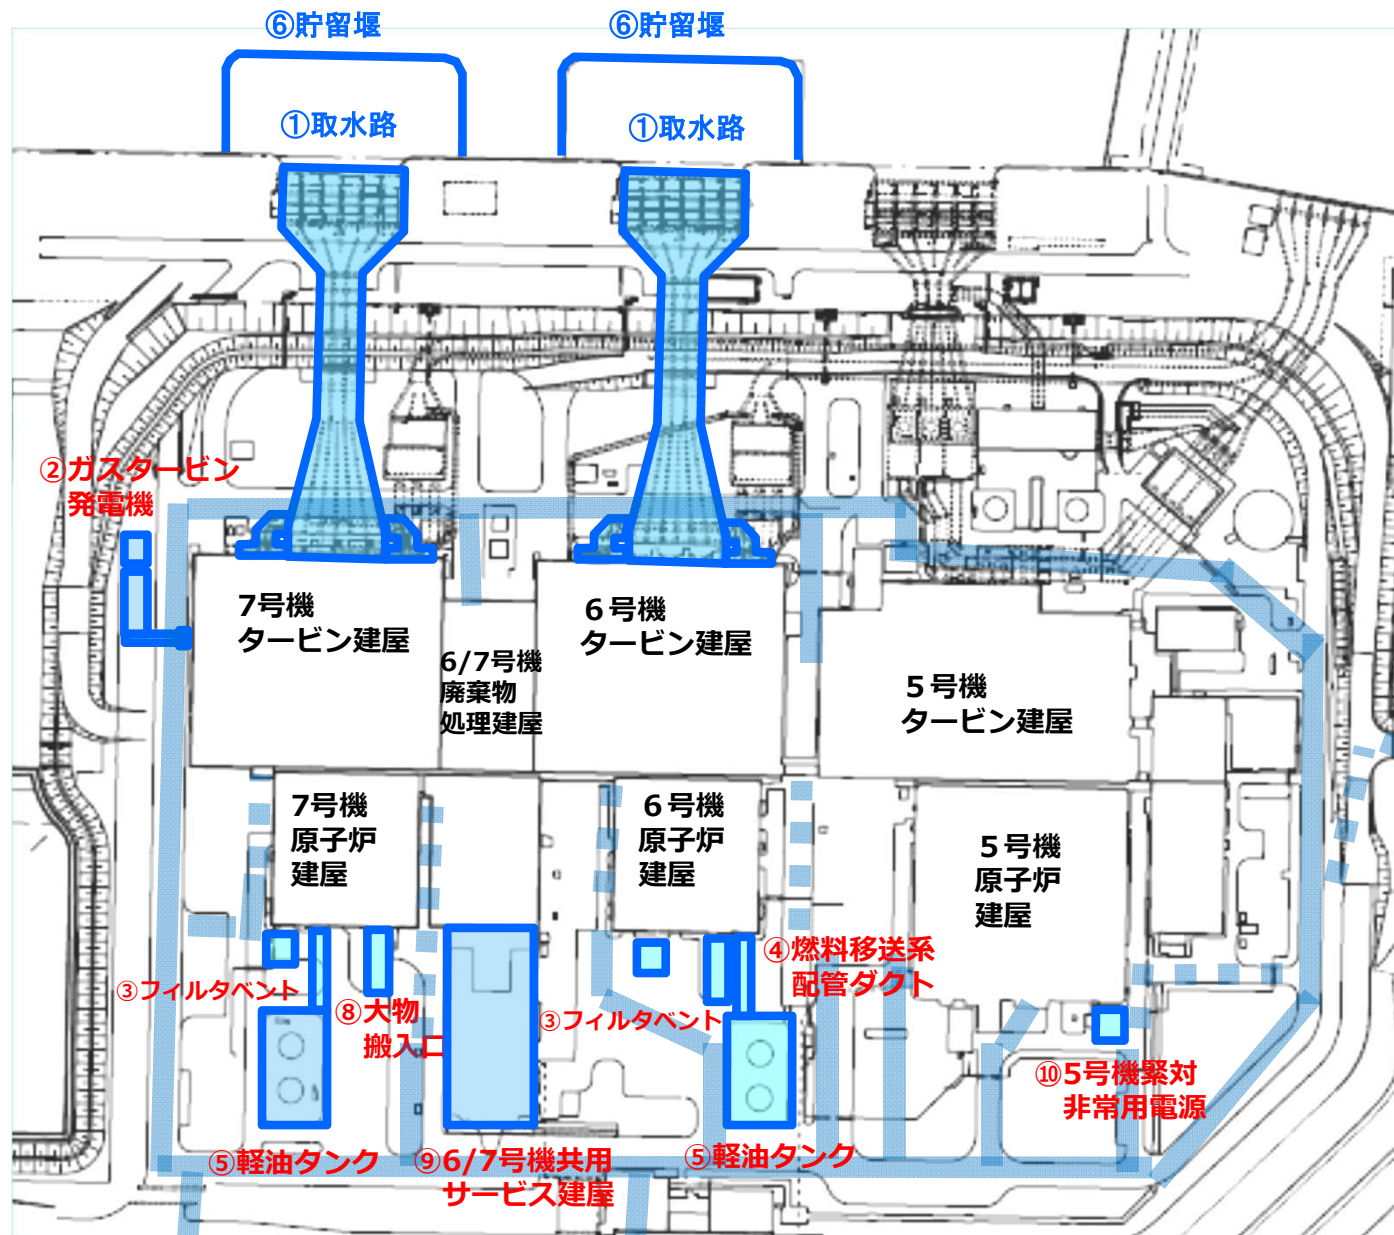 ⑥貯留堰
⑥貯留堰
①取水路
①取水路
②ガスタービン
発電機
7号機
タービン建屋
6/7号機
廃棄物
処理建屋
6号機
タービン建屋
5号機
タービン建屋
7号機
原子炉
建屋
6号機
原子炉
建屋
5号機
原子炉
建屋
③フィルタベント
⑧大物
搬入口
③フィルタベント
④燃料移送系
配管ダクト
⑩5号機緊対
非常用電源
⑤軽油タンク
⑨6/7号機共用
サービス建屋
⑤軽油タンク